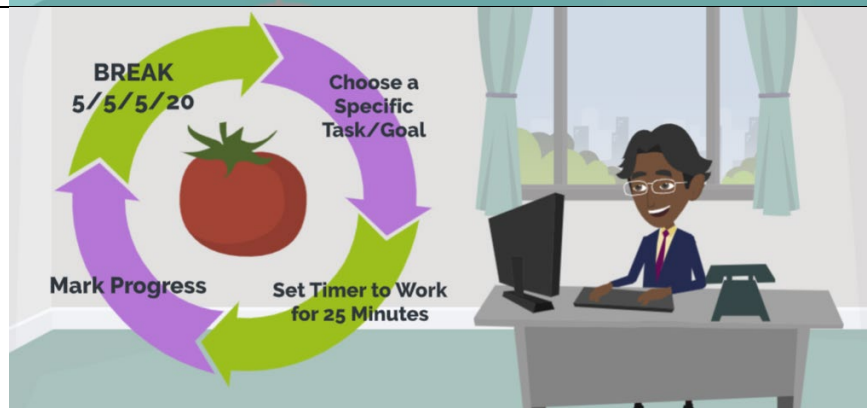 BREAK
5/5/5/20
Choose a
Specific
Task/Goal
Set Timer to Work
for 25 Minutes
Mark Progress